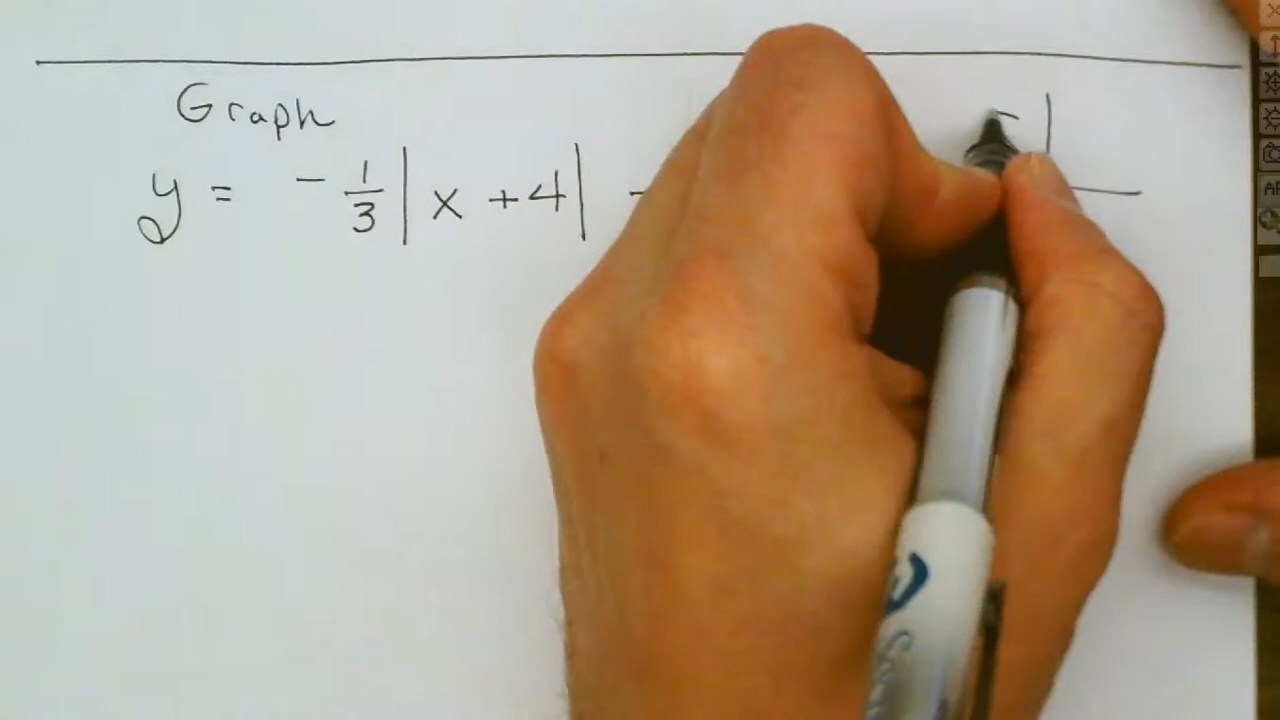 Graph
y = - 1/3 |x + 4| -